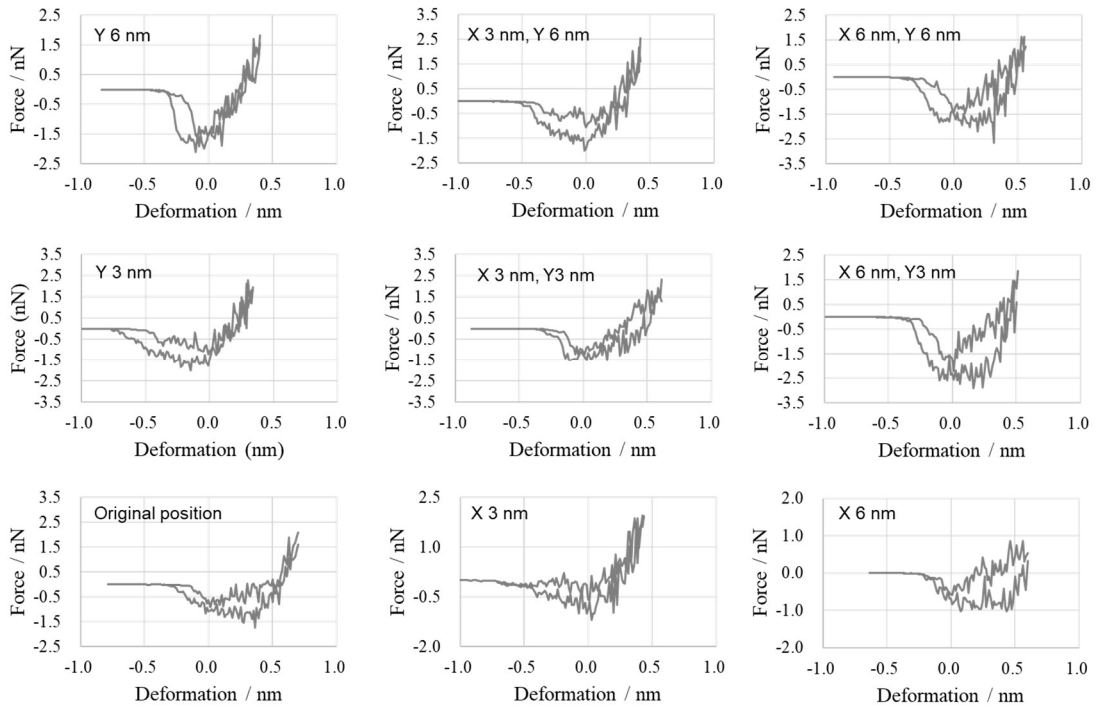 Y 6 nm
2.5
1.5
0.5
-0.5
-1.5
-2.5
Force / nN
-1.0 -0.5 0.0 0.5 1.0
Deformation / nm
X 3 nm, Y 6 nm
3.5
2.5
1.5
0.5
-0.5
-1.5
-2.5
Force / nN
-1.0 -0.5 0.0 0.5 1.0
Deformation / nm
X 6 nm, Y 6 nm
2.5
1.5
0.5
-0.5
-1.5
-2.5
-3.5
Force / nN
-1.0 -0.5 0.0 0.5 1.0
Deformation / nm
Y 3 nm
3.5
2.5
1.5
0.5
-0.5
-1.5
-2.5
-3.5
Force (nN)
-1.0 -0.5 0.0 0.5 1.0
Deformation (nm)
X 3 nm, Y3 nm
3.5
2.5
1.5
0.5
-0.5
-1.5
-2.5
-3.5
Force / nN
-1.0 -0.5 0.0 0.5 1.0
Deformation / nm
X 6 nm, Y3 nm
2.5
1.5
0.5
-0.5
-1.5
-2.5
-3.5
Force / nN
-1.0 -0.5 0.0 0.5 1.0
Deformation / nm
Original position
3.5
2.5
1.5
0.5
-0.5
-1.5
-2.5
Force / nN
-1.0 -0.5 0.0 0.5 1.0
Deformation / nm
X 3 nm
2.5
1.0
-0.5
-2.0
Force / nN
-1.0 -0.5 0.0 0.5 1.0
Deformation / nm
X 6 nm
2.0
1.0
0.0
-1.0
-2.0
Force / nN
-1.0 -0.5 0.0 0.5 1.0
Deformation / nm